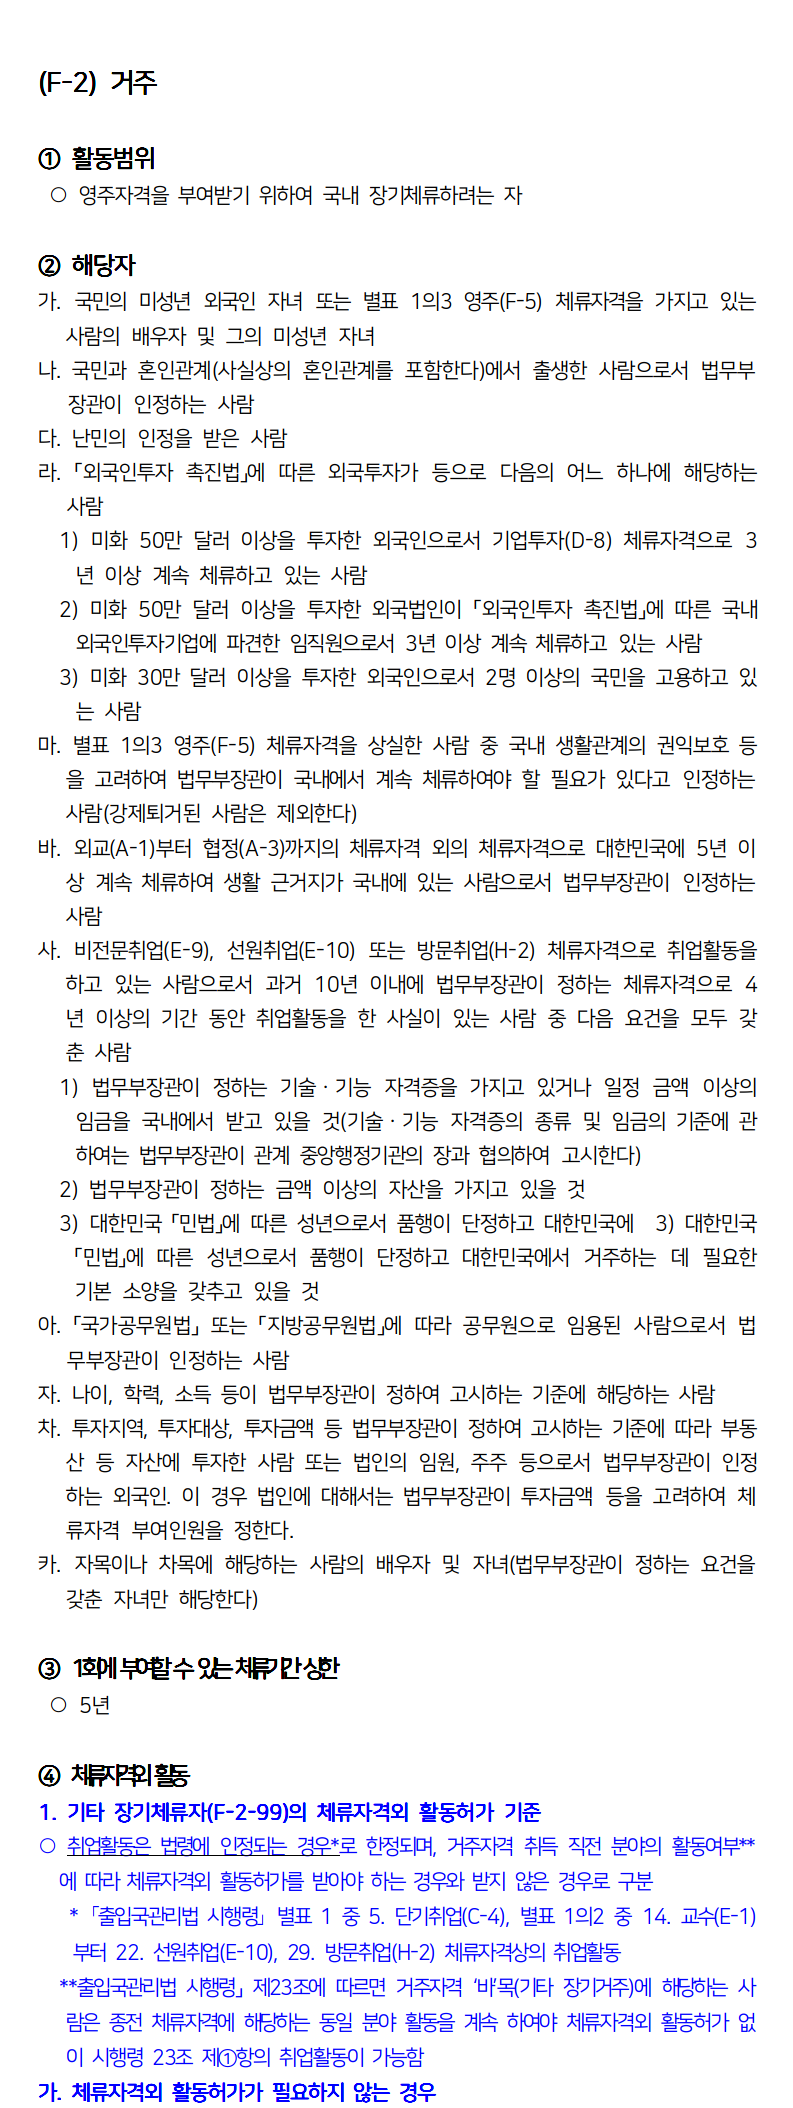 (F-2) 거주
① 활동범위
○ 영주자격을 부여받기 위하여 국내 장기체류하려는 자
② 해당자
가. 국민의 미성년 외국인 자녀 또는 별표 1의3 영주(F-5) 체류자격을 가지고 있는
사람의 배우자 및 그의 미성년 자녀
나. 국민과 혼인관계(사실상의 혼인관계를 포함한다)에서 출생한 사람으로서 법무부
장관이 인정하는 사람
다. 난민의 인정을 받은 사람
라. 「외국인투자 촉진법」에 따른 외국투자가 등으로 다음의 어느 하나에 해당하는
사람
1) 미화 50만 달러 이상을 투자한 외국인으로서 기업투자(D-8) 체류자격으로 3
년 이상 계속 체류하고 있는 사람
2) 미화 50만 달러 이상을 투자한 외국법인이 「외국인투자 촉진법」에 따른 국내
외국인투자기업에 파견한 임직원으로서 3년 이상 계속 체류하고 있는 사람
3) 미화 30만 달러 이상을 투자한 외국인으로서 2명 이상의 국민을 고용하고 있
는 사람
마. 별표 1의3 영주(F-5) 체류자격을 상실한 사람 중 국내 생활관계의 권익보호 등
을 고려하여 법무부장관이 국내에서 계속 체류하여야 할 필요가 있다고 인정하는
사람(강제퇴거된 사람은 제외한다)
바. 외교(A-1)부터 협정(A-3)까지의 체류자격 외의 체류자격으로 대한민국에 5년 이
상 계속 체류하여 생활 근거지가 국내에 있는 사람으로서 법무부장관이 인정하는
사람
사. 비전문취업(E-9), 선원취업(E-10) 또는 방문취업(H-2) 체류자격으로 취업활동을
하고 있는 사람으로서 과거 10년 이내에 법무부장관이 정하는 체류자격으로 4
년 이상의 기간 동안 취업활동을 한 사실이 있는 사람 중 다음 요건을 모두 갖
춘 사람
1) 법무부장관이 정하는 기술·기능 자격증을 가지고 있거나 일정 금액 이상의
임금을 국내에서 받고 있을 것(기술·기능 자격증의 종류 및 임금의 기준에 관
하여는 법무부장관이 관계 중앙행정기관의 장과 협의하여 고시한다)
2) 법무부장관이 정하는 금액 이상의 자산을 가지고 있을 것
3) 대한민국 「민법」에 따른 성년으로서 품행이 단정하고 대한민국에 3) 대한민국
「민법」에 따른 성년으로서 품행이 단정하고 대한민국에서 거주하는 데 필요한
기본 소양을 갖추고 있을 것
아. 「국가공무원법」 또는 「지방공무원법」에 따라 공무원으로 임용된 사람으로서 법
무부장관이 인정하는 사람
자. 나이, 학력, 소득 등이 법무부장관이 정하여 고시하는 기준에 해당하는 사람
차. 투자지역, 투자대상, 투자금액 등 법무부장관이 정하여 고시하는 기준에 따라 부동
산 등 자산에 투자한 사람 또는 법인의 임원, 주주 등으로서 법무부장관이 인정
하는 외국인. 이 경우 법인에 대해서는 법무부장관이 투자금액 등을 고려하여 체
류자격 부여인원을 정한다.
카. 자목이나 차목에 해당하는 사람의 배우자 및 자녀(법무부장관이 정하는 요건을
갖춘 자녀만 해당한다)
③ 1회에 부여할 수 있는 체류기간 상한
○ 5년
④ 체류자격외 활동
1. 기타 장기체류자(F-2-99)의 체류자격외 활동허가 기준
○ 취업활동은 법령에 인정되는 경우*로 한정되며, 거주자격 취득 직전 분야의 활동여부**
에 따라 체류자격외 활동허가를 받아야 하는 경우와 받지 않은 경우로 구분
* 「출입국관리법 시행령」 별표 1 중 5. 단기취업(C-4), 별표 1의2 중 14. 교수(E-1)
부터 22. 선원취업(E-10), 29. 방문취업(H-2) 체류자격상의 취업활동
**출입국관리법 시행령」 제23조에 따르면 거주자격 ‘바’목(기타 장기거주)에 해당하는 사
람은 종전 체류자격에 해당하는 동일 분야 활동을 계속 하여야 체류자격외 활동허가 없
이 시행령 23조 제①항의 취업활동이 가능함
가. 체류자격외 활동허가가 필요하지 않는 경우